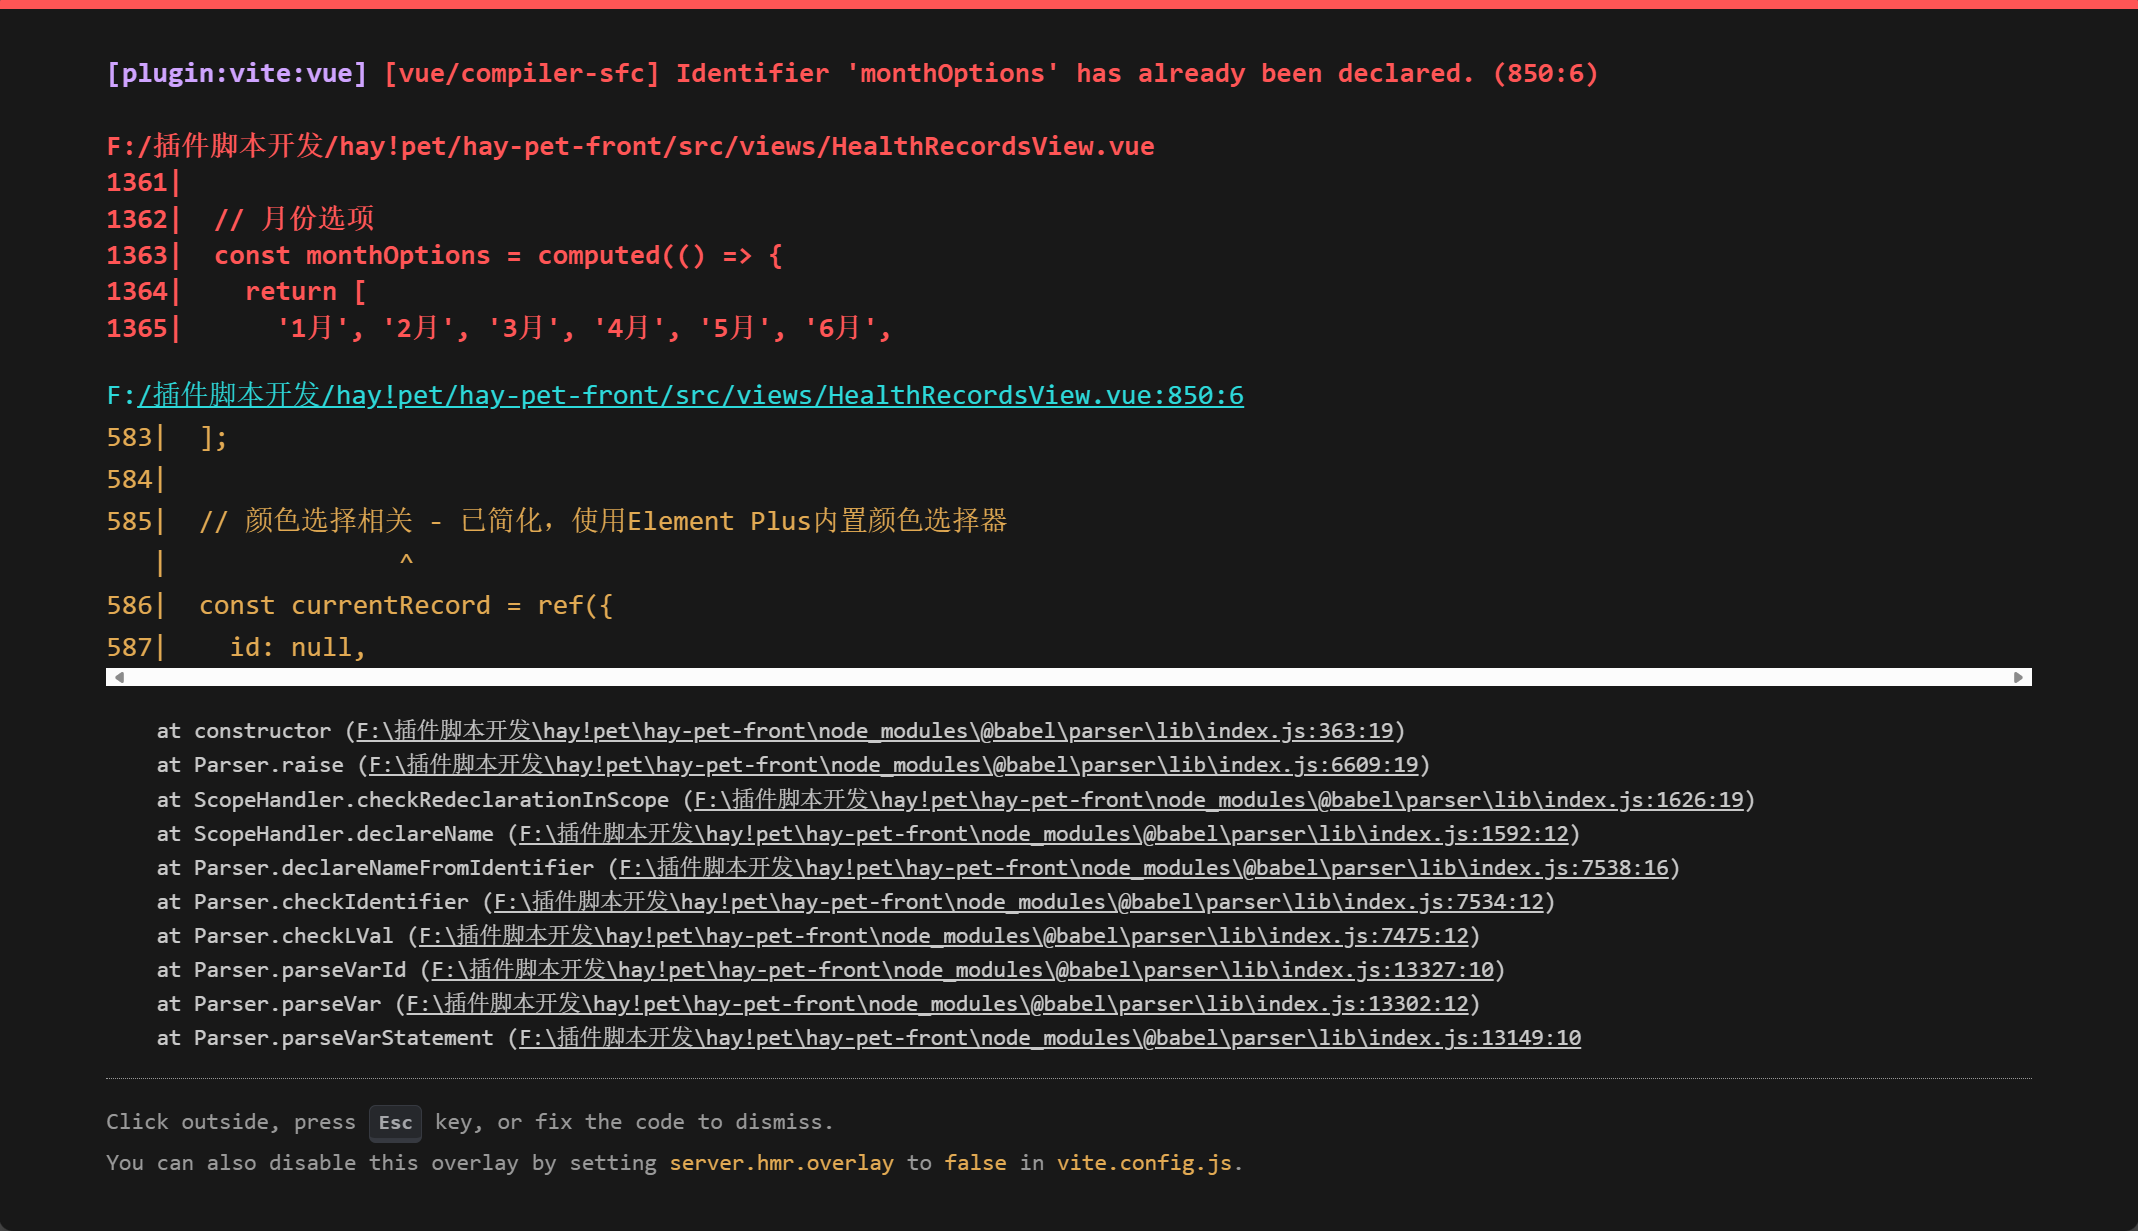 [plugin:vite:vue] [vue/compiler-sfc] Identifier 'monthOptions' has already been declared. (850:6)
F:/插件脚本开发/hay!pet/hay-pet-front/src/views/HealthRecordsView.vue
1361|
1362|  // 月份选项
1363|  const monthOptions = computed(() => {
1364|    return [
1365|      '1月', '2月', '3月', '4月', '5月', '6月',
F:/插件脚本开发/hay!pet/hay-pet-front/src/views/HealthRecordsView.vue:850:6
583|  ];
584|
585|  // 颜色选择相关 - 已简化，使用Element Plus内置颜色选择器
   |               ^
586|  const currentRecord = ref({
587|    id: null,
at constructor (F:\插件脚本开发\hay!pet\hay-pet-front\node_modules\@babel\parser\lib\index.js:363:19)
at Parser.raise (F:\插件脚本开发\hay!pet\hay-pet-front\node_modules\@babel\parser\lib\index.js:6609:19)
at ScopeHandler.checkRedeclarationInScope (F:\插件脚本开发\hay!pet\hay-pet-front\node_modules\@babel\parser\lib\index.js:1626:19)
at ScopeHandler.declareName (F:\插件脚本开发\hay!pet\hay-pet-front\node_modules\@babel\parser\lib\index.js:1592:12)
at Parser.declareNameFromIdentifier (F:\插件脚本开发\hay!pet\hay-pet-front\node_modules\@babel\parser\lib\index.js:7538:16)
at Parser.checkIdentifier (F:\插件脚本开发\hay!pet\hay-pet-front\node_modules\@babel\parser\lib\index.js:7534:12)
at Parser.checkLVal (F:\插件脚本开发\hay!pet\hay-pet-front\node_modules\@babel\parser\lib\index.js:7475:12)
at Parser.parseVarId (F:\插件脚本开发\hay!pet\hay-pet-front\node_modules\@babel\parser\lib\index.js:13327:10)
at Parser.parseVar (F:\插件脚本开发\hay!pet\hay-pet-front\node_modules\@babel\parser\lib\index.js:13302:12)
at Parser.parseVarStatement (F:\插件脚本开发\hay!pet\hay-pet-front\node_modules\@babel\parser\lib\index.js:13149:10
Click outside, press Esc key, or fix the code to dismiss.
You can also disable this overlay by setting server.hmr.overlay to false in vite.config.js.